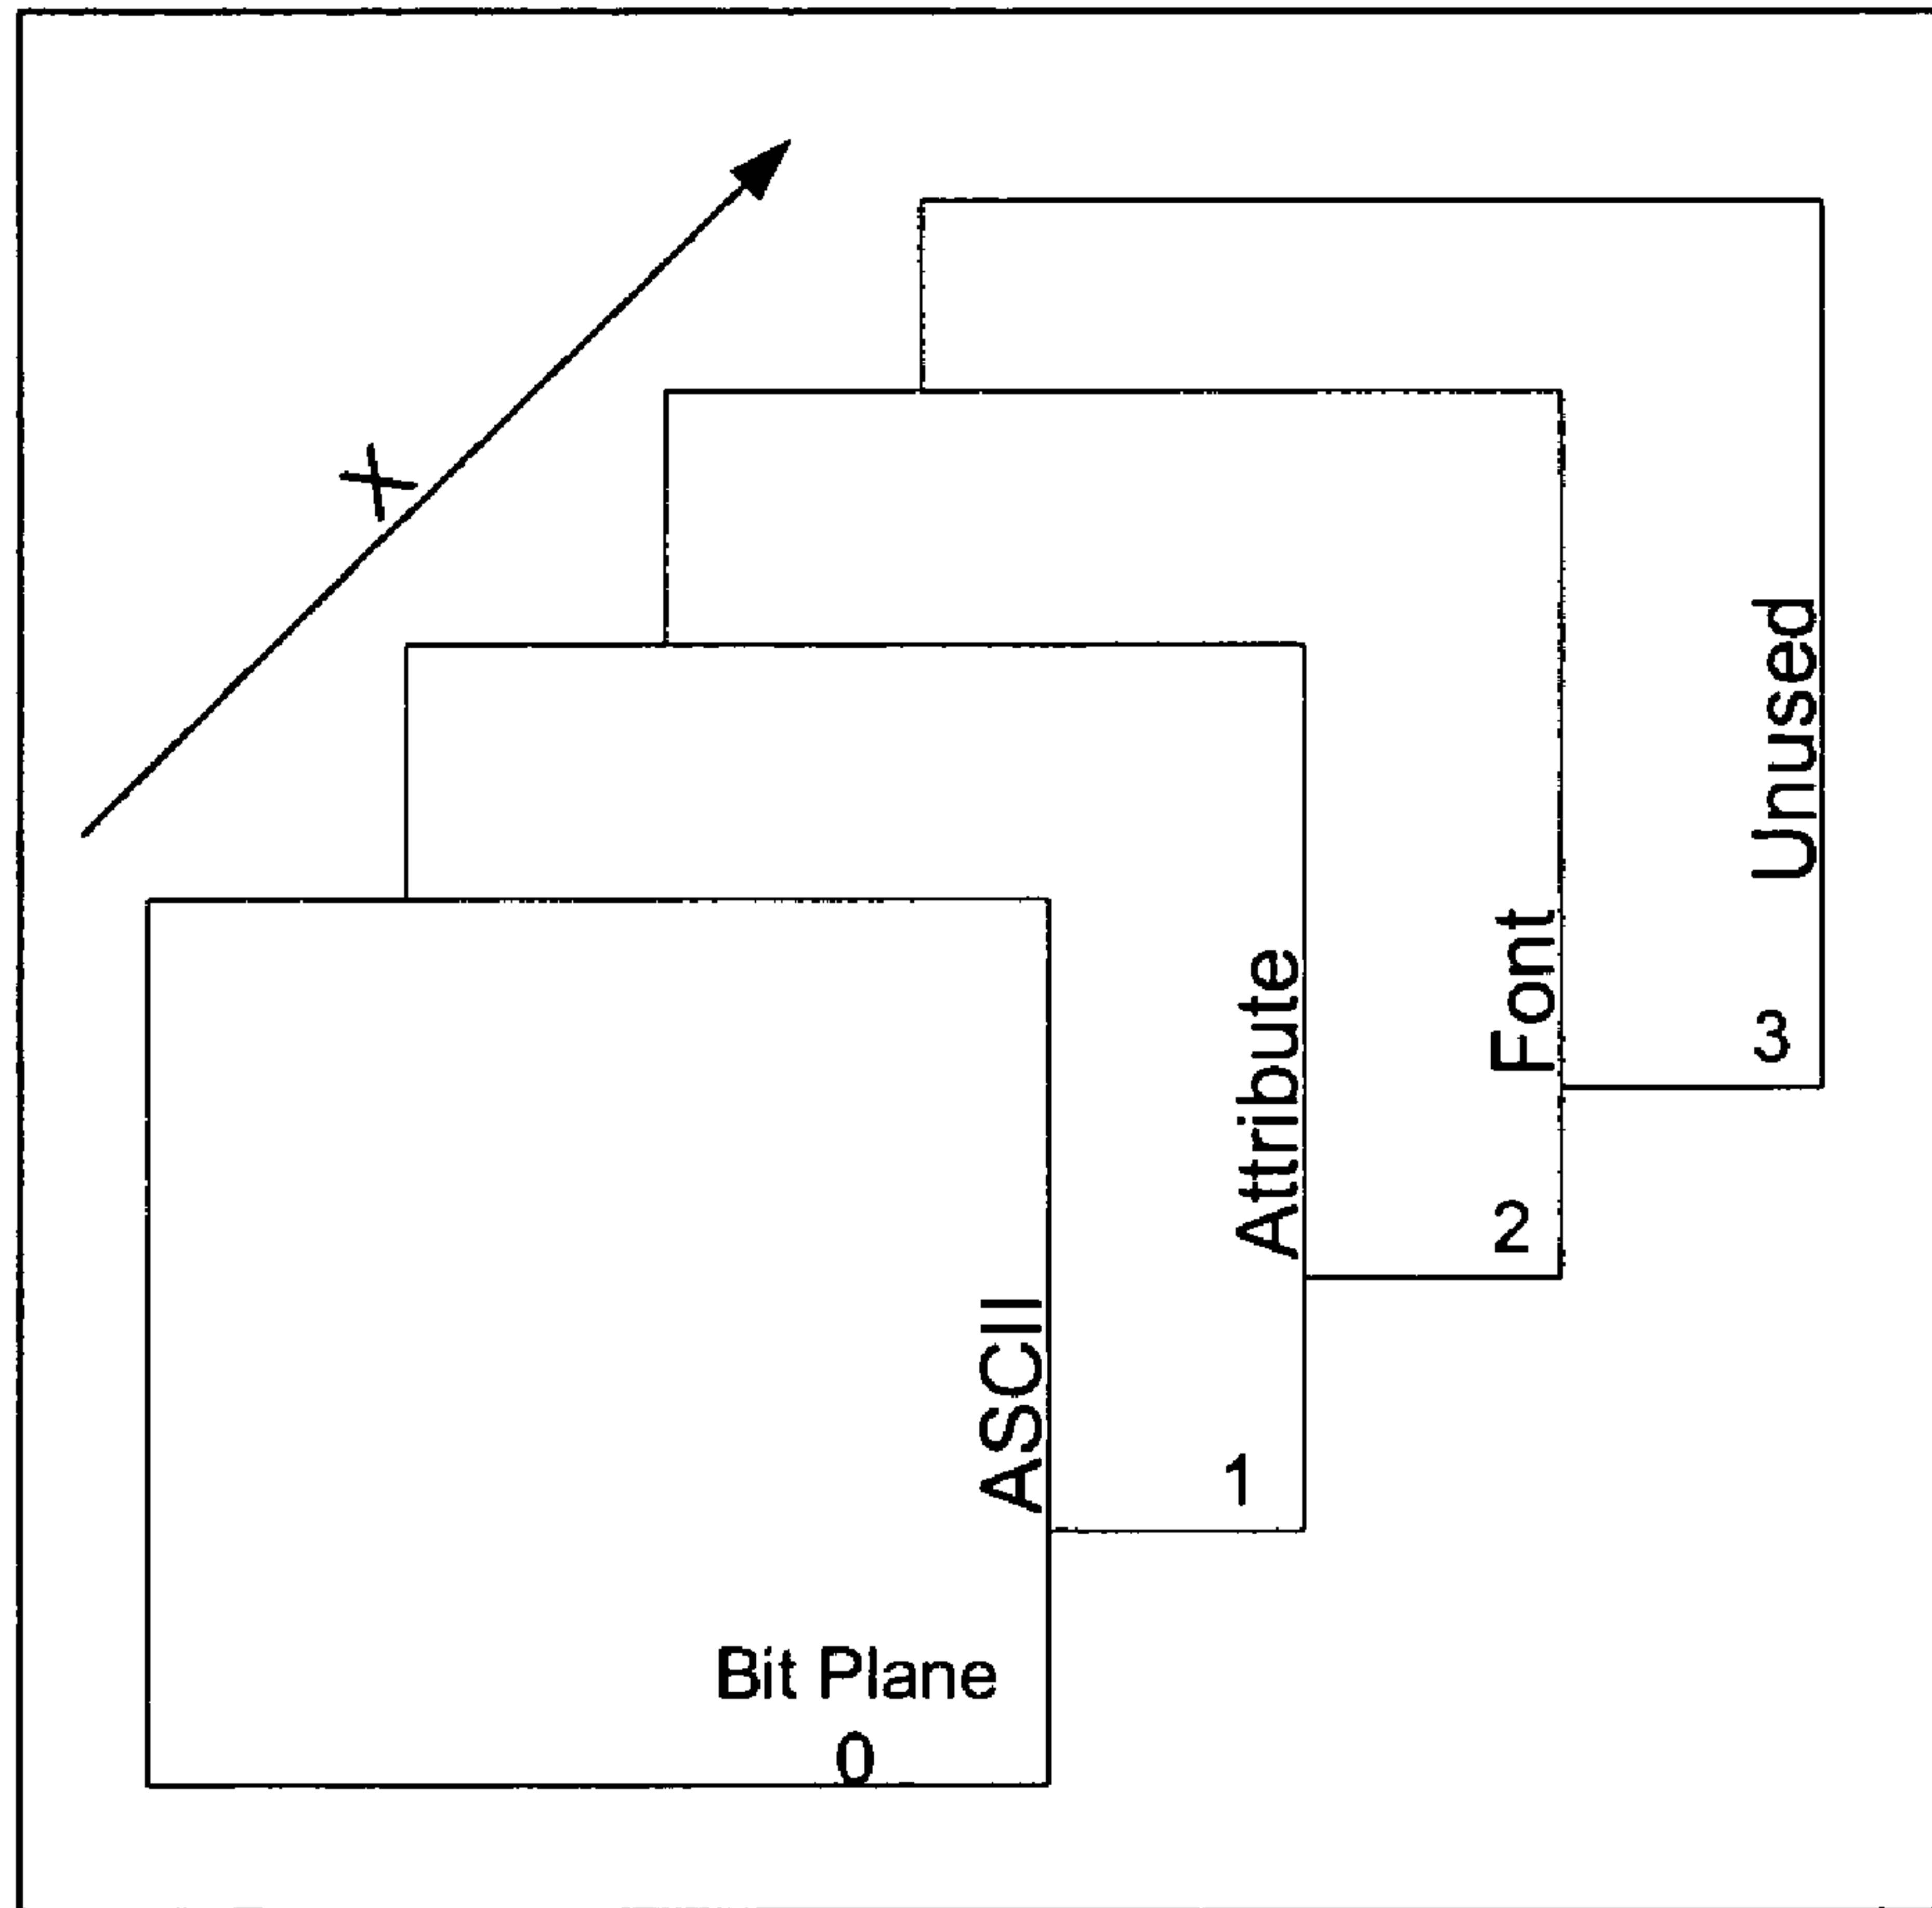 X
Unused
3
Font
2
Attribute
1
ASCII
Bit Plane
0